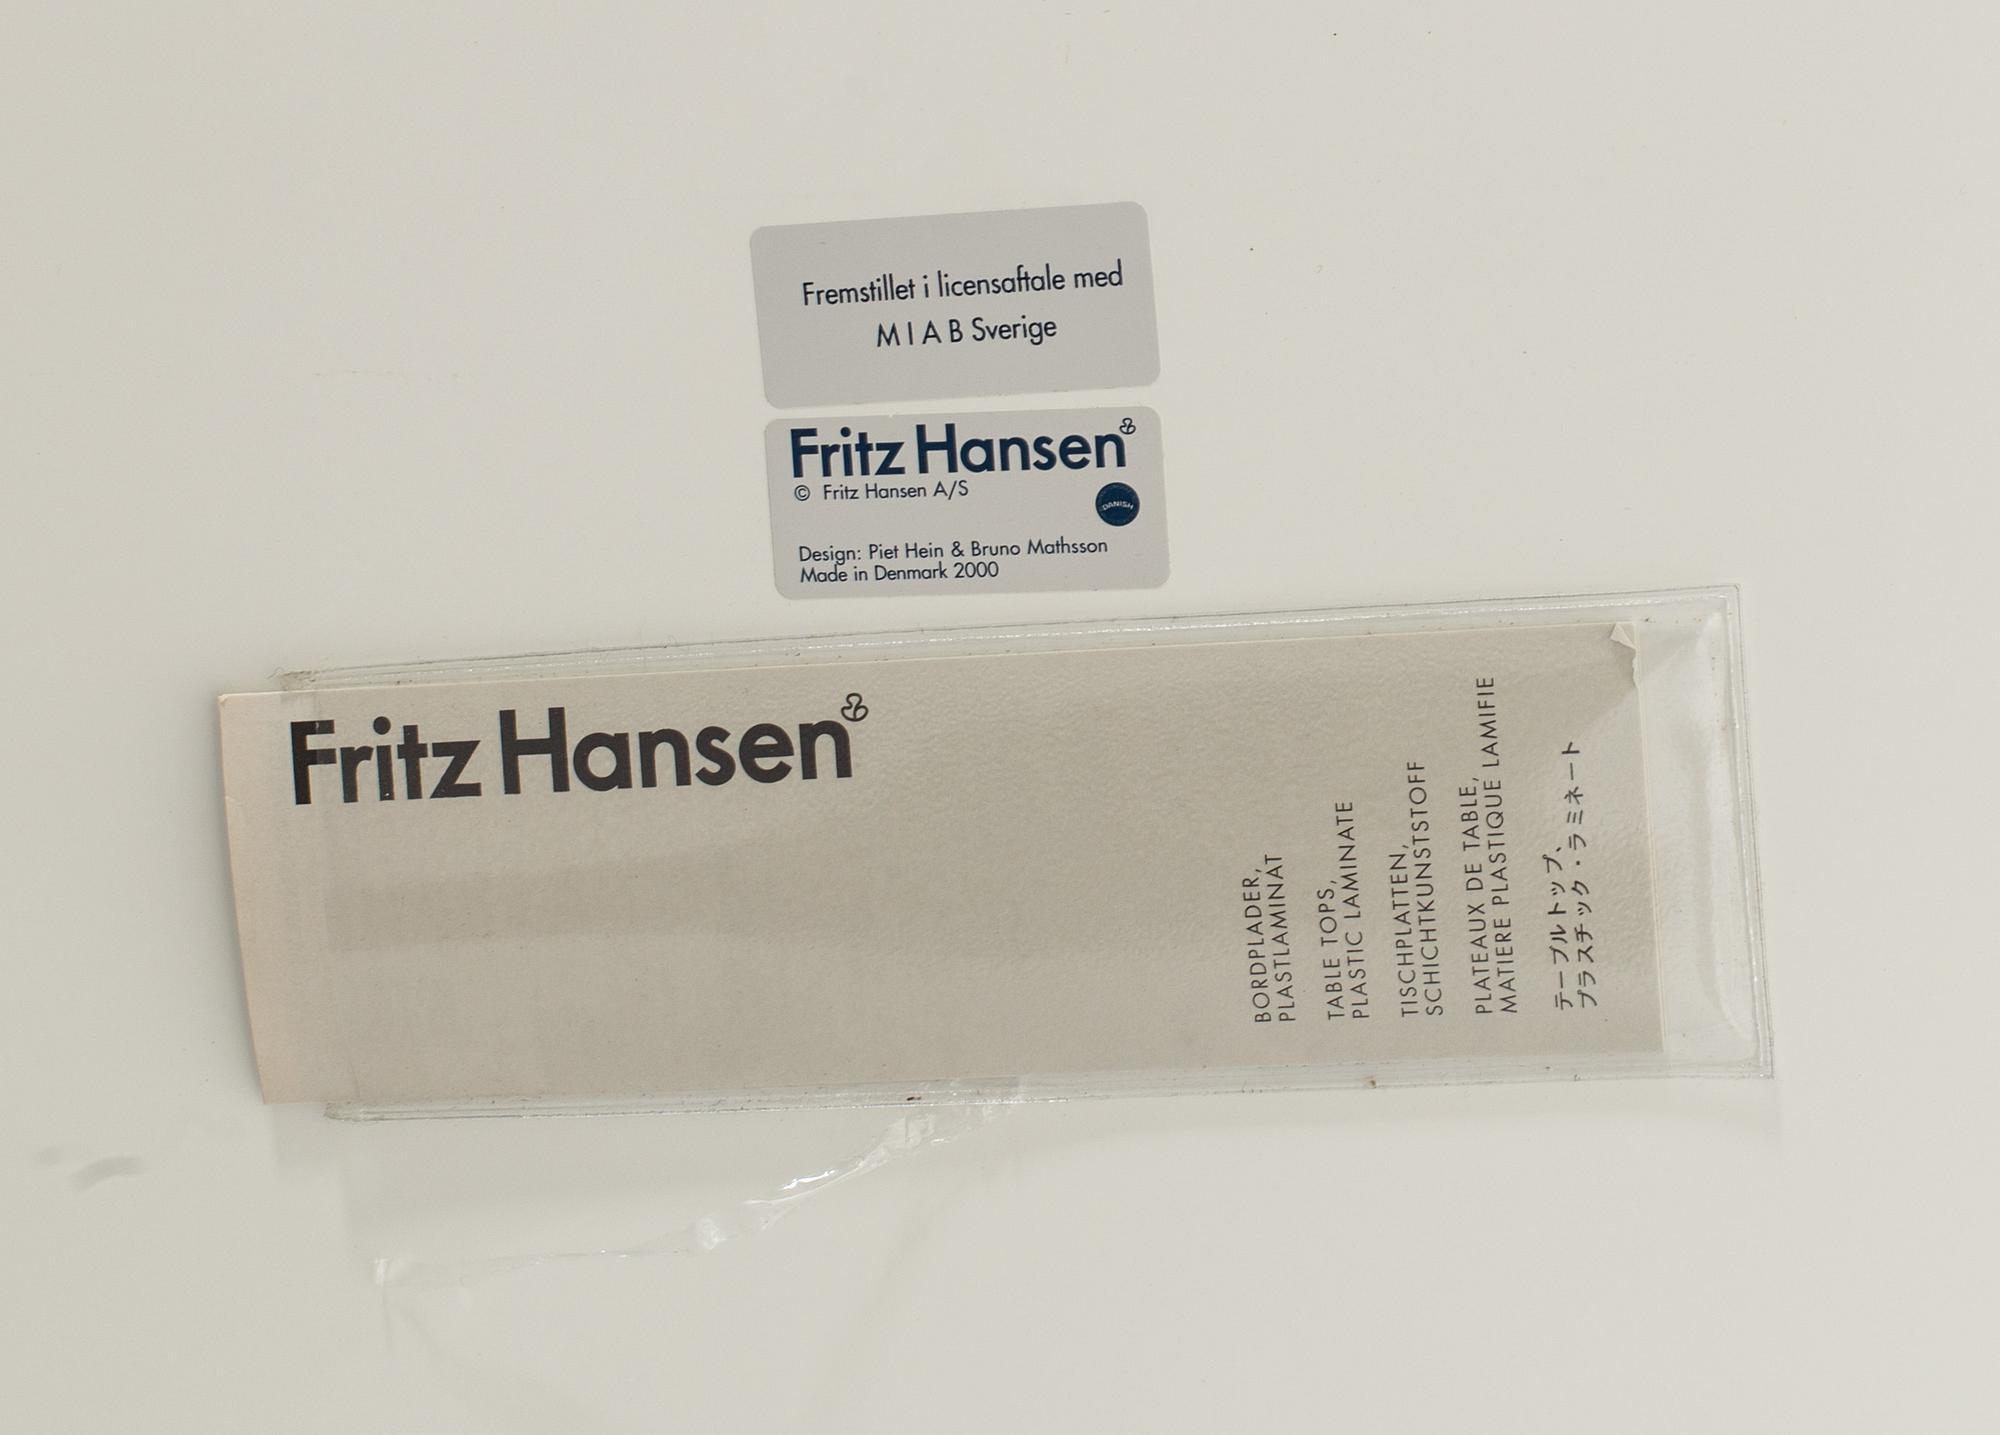 Fremstillet i licensaftale med
M I A B Sverige
Fritz Hansen
© Fritz Hansen A/S
DANISH
Design: Piet Hein & Bruno Mathsson
Made in Denmark 2000
Fritz Hansen
BORDPLADER,
PLASTLAMINAT
TABLE TOPS,
PLASTIC LAMINATE
TISCHPLATTEN,
SCHICHTKUNSTSTOFF
PLATEAUX DE TABLE,
MATIERE PLASTIQUE LAMIFIE
テーブルトップ、
プラスチック・ラミネート